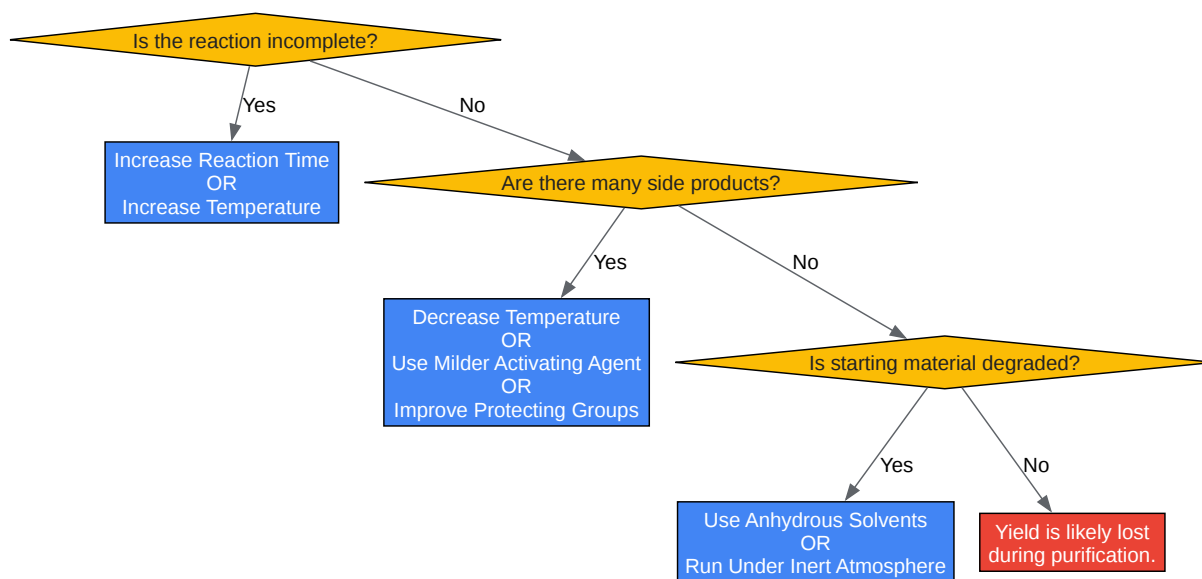 Is the reaction incomplete?
Yes
No
Increase Reaction Time
OR
Increase Temperature
Are there many side products?
Yes
No
Decrease Temperature
OR
Use Milder Activating Agent
OR
Improve Protecting Groups
Is starting material degraded?
Yes
No
Use Anhydrous Solvents
OR
Run Under Inert Atmosphere
Yield is likely lost
during purification.